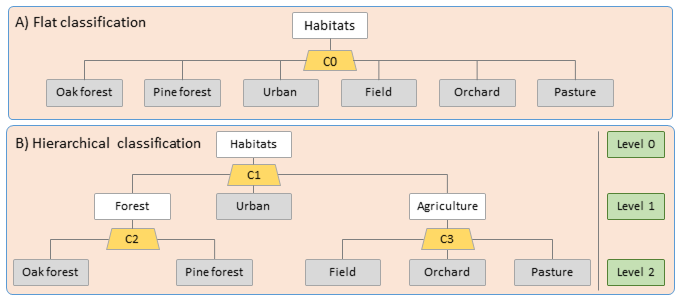 A) Flat classification
Habitats
C0
Oak forest
Pine forest
Urban
Field
Orchard
Pasture
B) Hierarchical classification
Habitats
Level 0
C1
Forest
Urban
Agriculture
Level 1
C2
C3
Oak forest
Pine forest
Field
Orchard
Pasture
Level 2